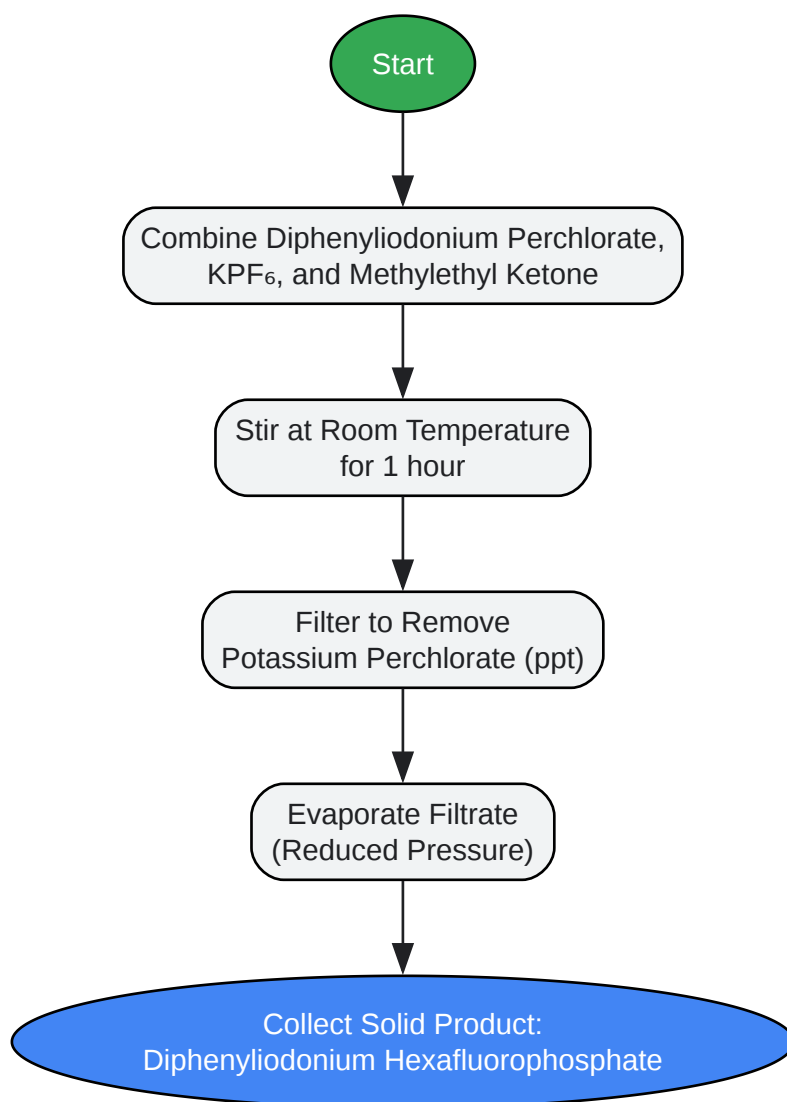 Start
Combine Diphenyliodonium Perchlorate,
KPF₆, and Methylethyl Ketone
Stir at Room Temperature
for 1 hour
Filter to Remove
Potassium Perchlorate (ppt)
Evaporate Filtrate
(Reduced Pressure)
Collect Solid Product:
Diphenyliodonium Hexafluorophosphate